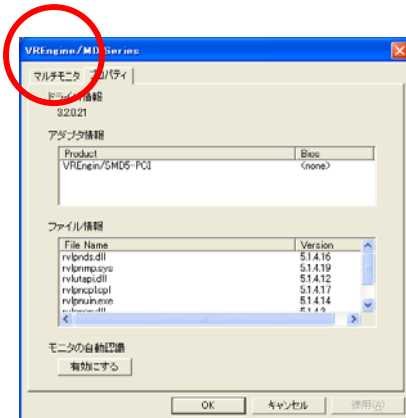 VREngine/MD Series
マルチモニタ プロパティ
ドライバ情報
3.2.0.21
アダプタ情報
Product Bios
VREngin/SMD5-PCI <none>
ファイル情報
File Name Version
rvlpnds.dll 5.1.4.16
rvlpnmp.sys 5.1.4.19
rvlutapi.dll 5.1.4.12
rvlpncpl.cpl 5.1.4.17
rvlpnuin.exe 5.1.4.14
モニタの自動認識
有効にする
OK キャンセル 適用(A)